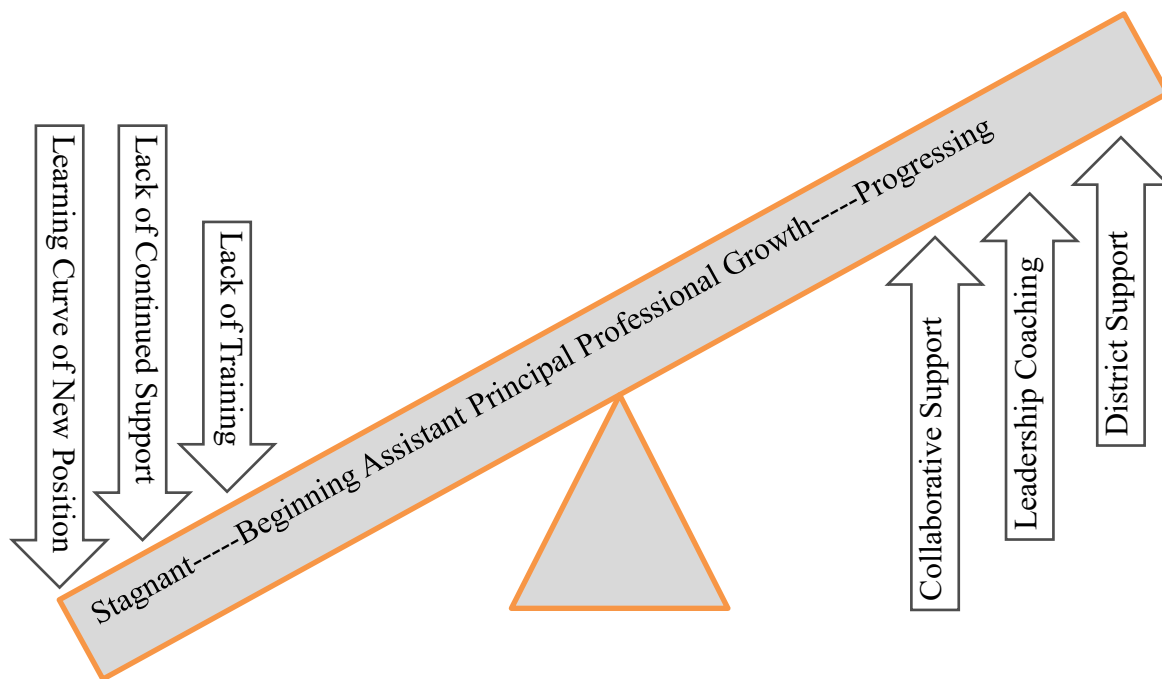 Learning Curve of New Position
Lack of Continued Support
Lack of Training
Stagnant-----Beginning Assistant Principal Professional Growth-----Progressing
Collaborative Support
Leadership Coaching
District Support